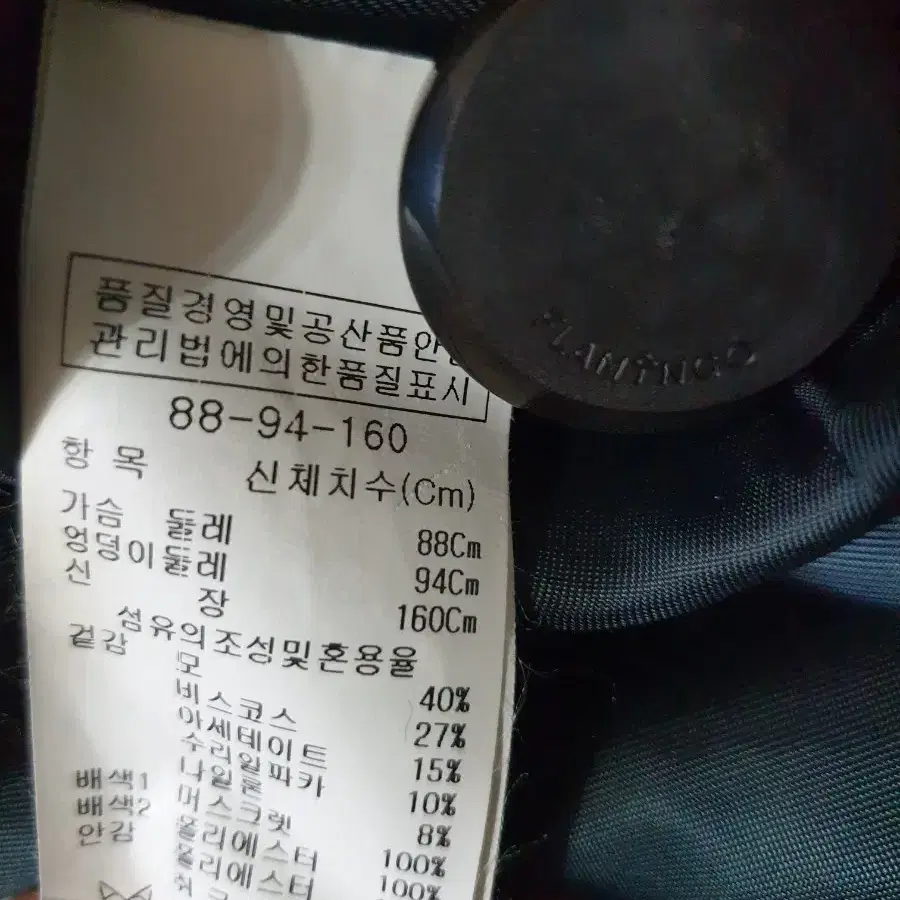 품질경영및공산품안
관리법에의한품질표시
88-94-160
항 목 신체치수(Cm)
가슴 둘레 88Cm
엉덩이둘레 94Cm
신 장 160Cm
섬유의조성및혼용율
겉감 모 40%
비스코스 27%
아세테이트 15%
수리알파카 10%
나일론 8%
배색1 머스크렛 100%
배색2 폴리에스터 100%
안감 폴리에스터